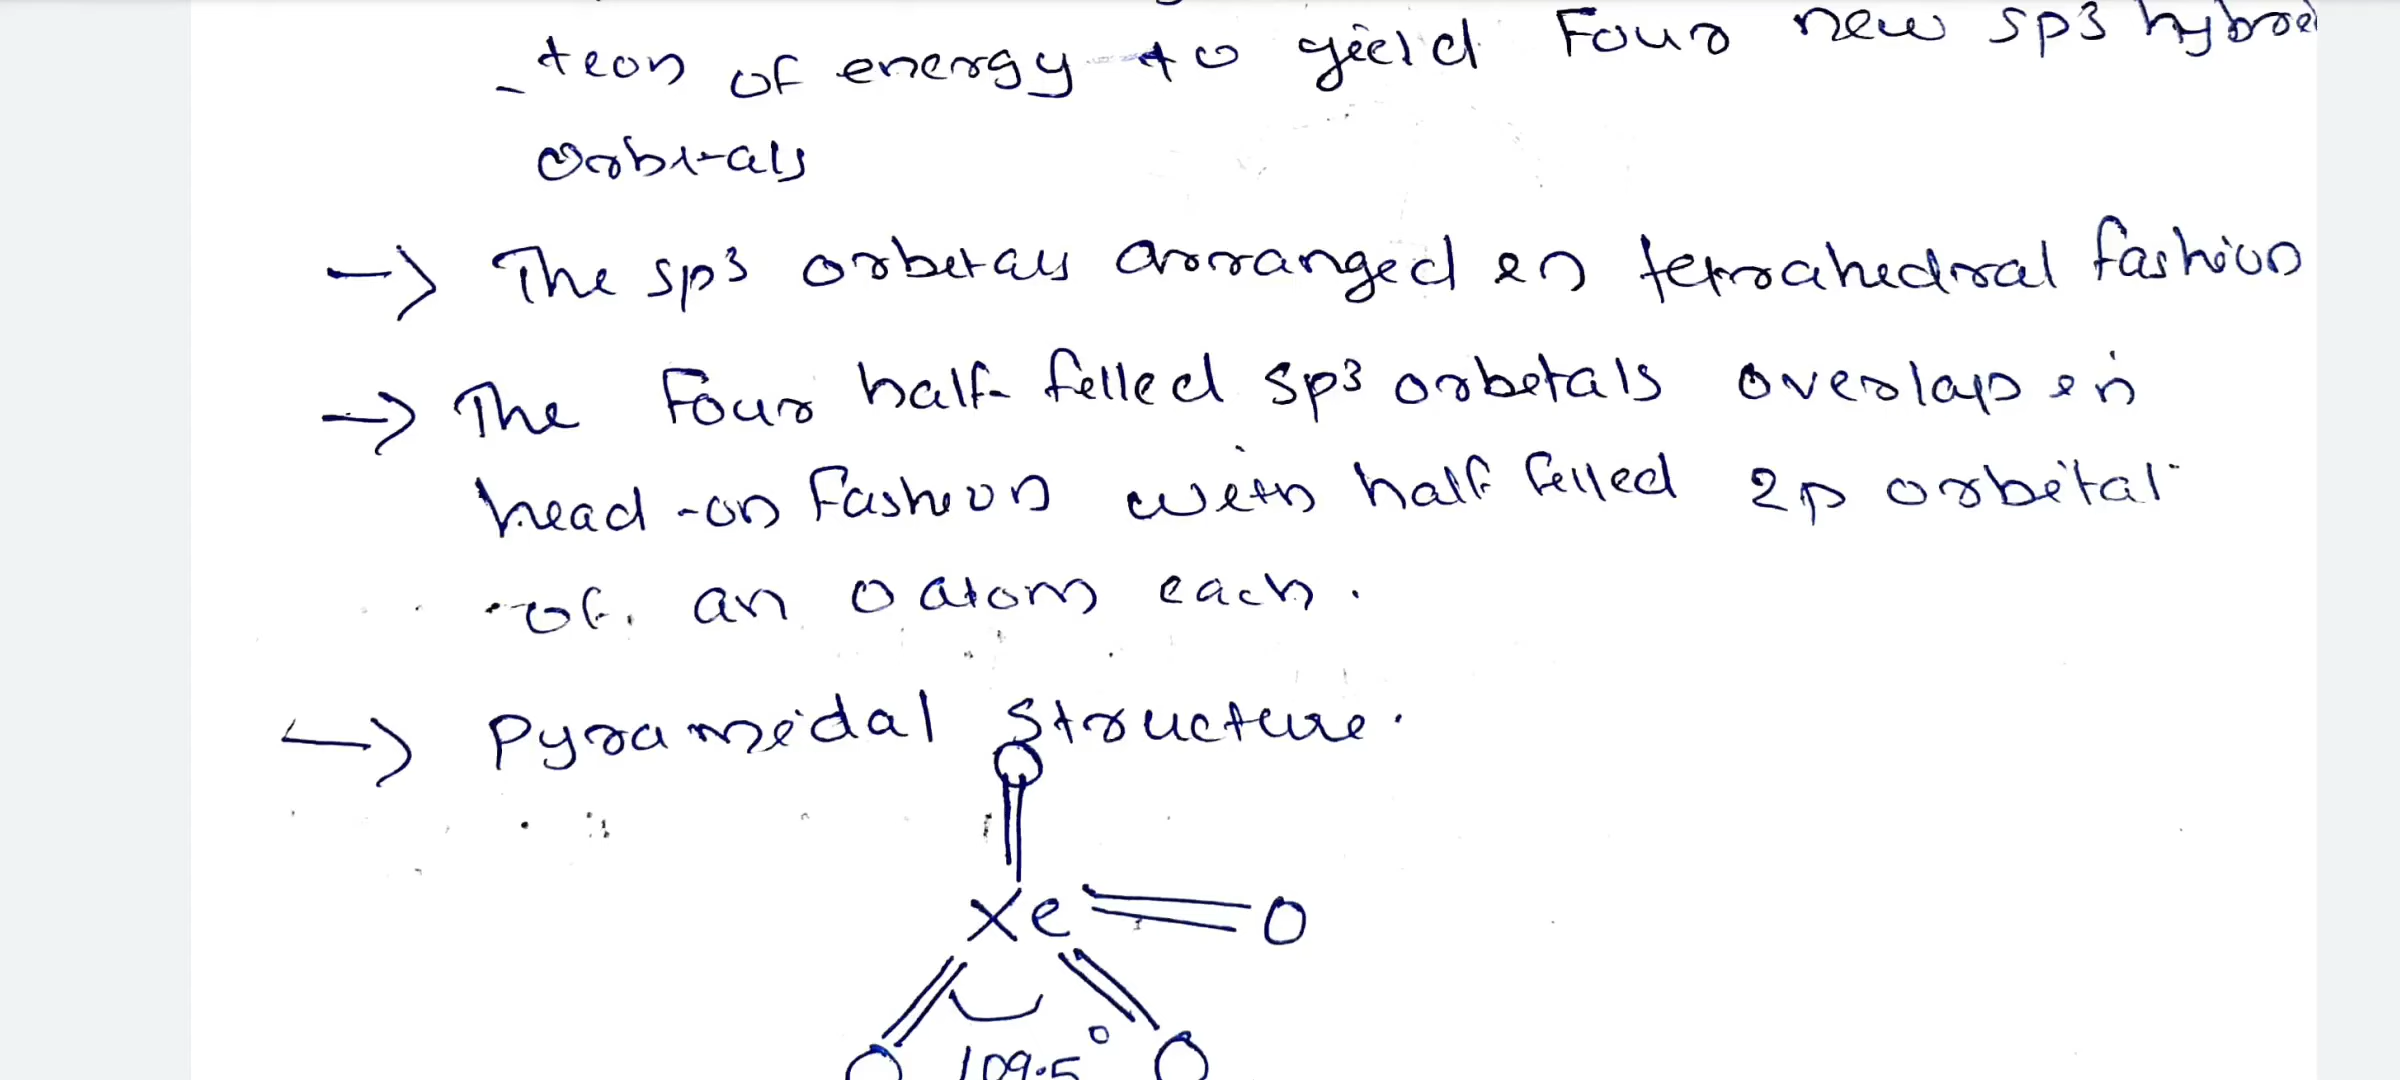 -tion of energy to yield Four new sp3 hybrid
Orbitals
→ The sp3 orbitals arranged in tetrahedral fashion
→ The Four half-filled sp3 orbitals overlap in
head-on Fashion with half filled 2p orbital
of. an O atom each.
→ Pyramidal Structure.
O
Xe O
O 109.5° O